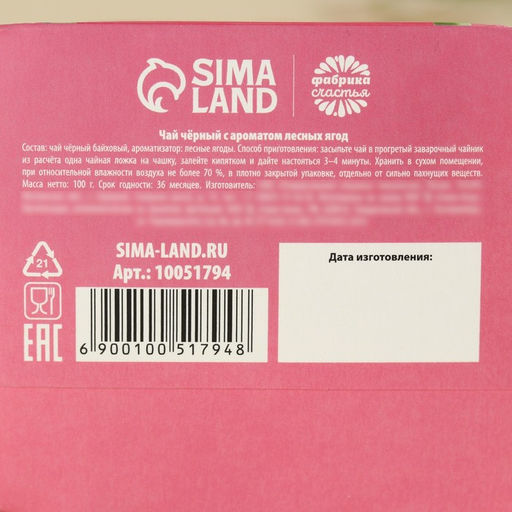 SIMA
LAND
фабрика
счастья
Чай чёрный с ароматом лесных ягод
Состав: чай чёрный байховый, ароматизатор: лесные ягоды. Способ приготовления: засыпьте чай в прогретый заварочный чайник
из расчёта одна чайная ложка на чашку, залейте кипятком и дайте настояться 3–4 минуты. Хранить в сухом помещении,
при относительной влажности воздуха не более 70 %, в плотно закрытой упаковке, отдельно от сильно пахнущих веществ.
Масса нетто: 100 г. Срок годности: 36 месяцев. Изготовитель:
SIMA-LAND.RU
Арт.: 10051794
Дата изготовления:
21
EAC
6 900100 517948